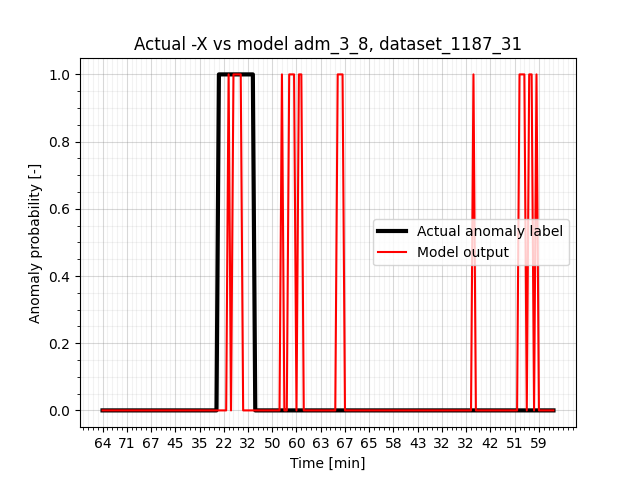 Actual -X vs model adm_3_8, dataset_1187_31
Anomaly probability [-]
1.0
0.8
0.6
0.4
0.2
0.0
Actual anomaly label
Model output
64 71 67 45 35 22 32 50 60 63 67 65 58 43 32 32 42 51 59
Time [min]